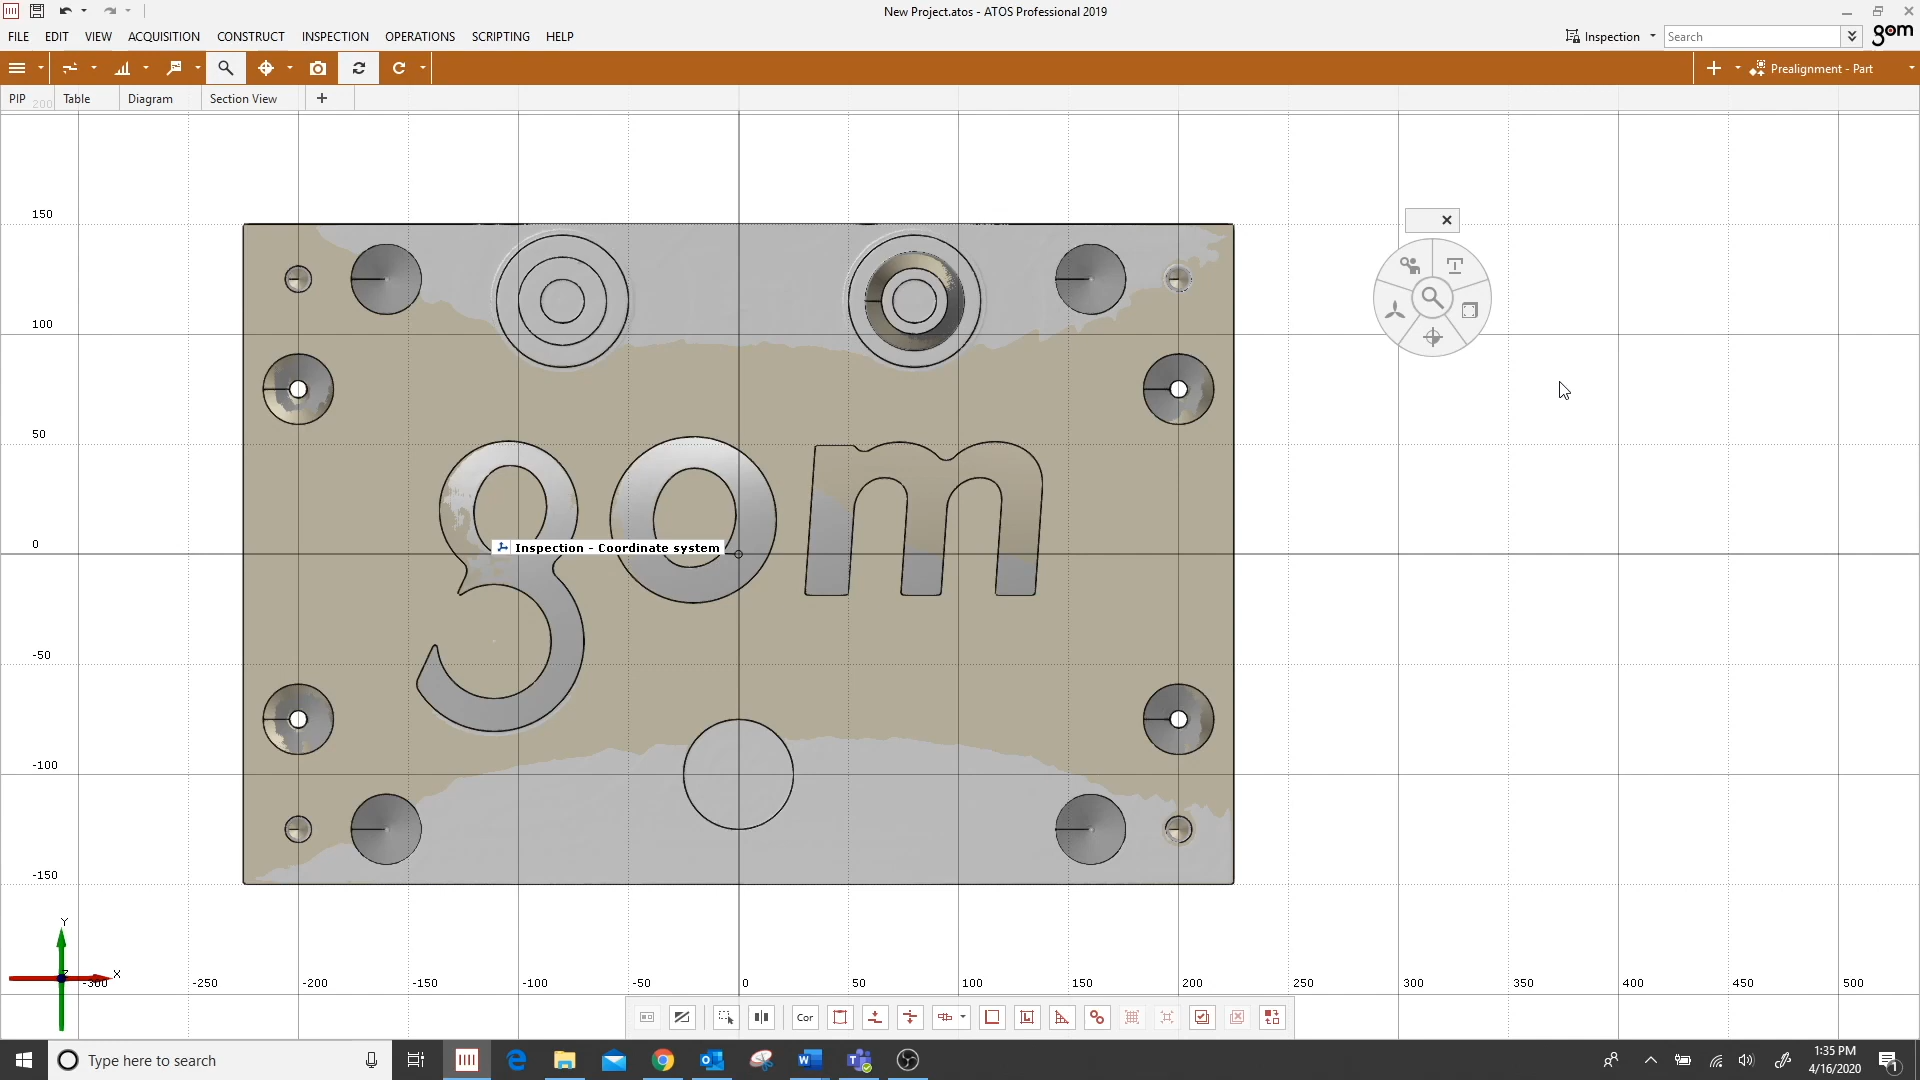 New Project.atos - ATOS Professional 2019
FILE EDIT VIEW ACQUISITION CONSTRUCT INSPECTION OPERATIONS SCRIPTING HELP
Inspection
Search
gom
Prealignment - Part
PIP Table Diagram Section View
200
150
100
50
0
-50
-100
-150
gom
Inspection - Coordinate system
Y
X
Z
-300 -250 -200 -150 -100 -50 0 50 100 150 200 250 300 350 400 450 500
Cor
Type here to search
1:35 PM
4/16/2020
1